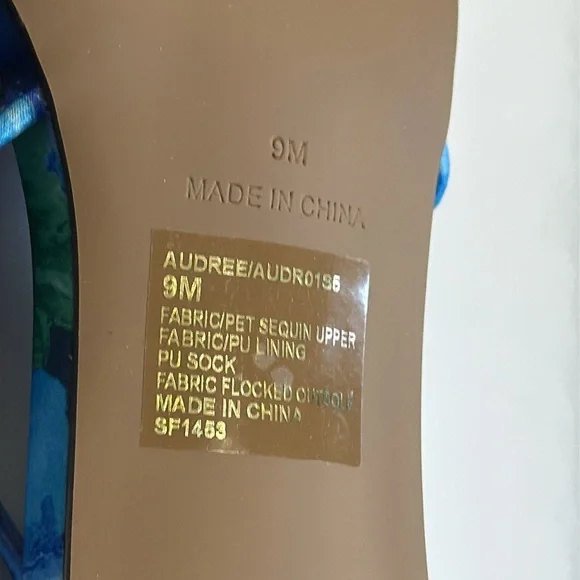 9M
MADE IN CHINA
AUDREE/AUDR01S5
9M
FABRIC/PET SEQUIN UPPER
FABRIC/PU LINING
PU SOCK
FABRIC FLOCKED OUTSOLE
MADE IN CHINA
SF1453